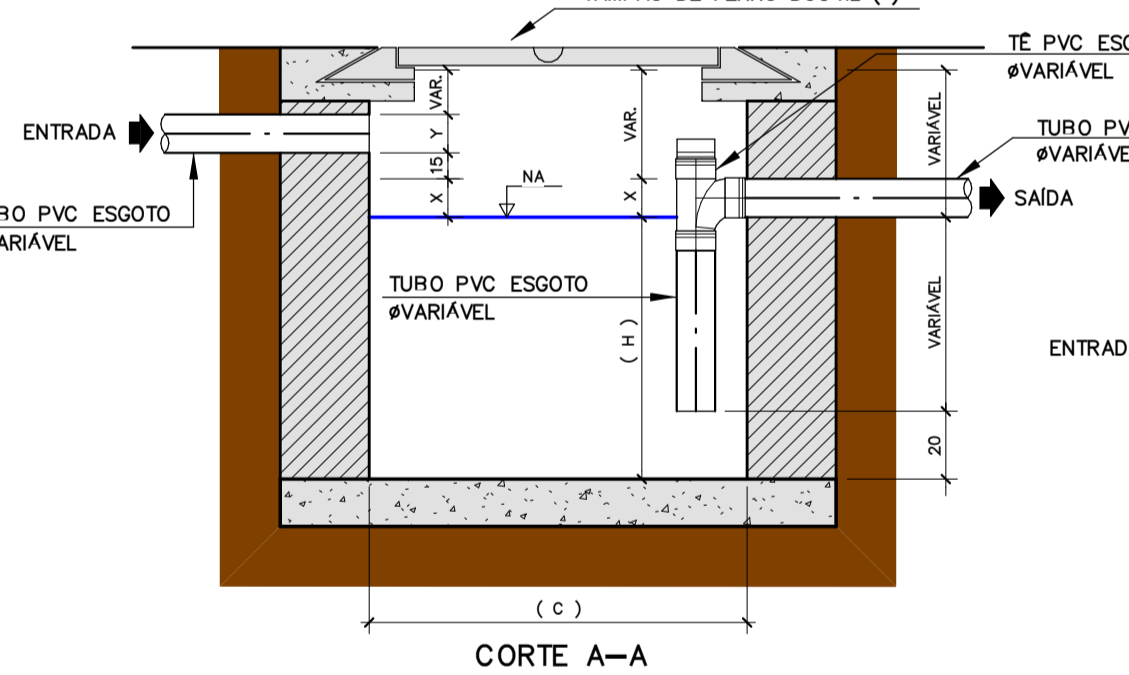 ENTRADA
BO PVC ESGOTO
ARIÁVEL
VAR.
Y
15
X
NA
VAR.
X
TÊ PVC ESG
øVARIÁVEL
TUBO PV
øVARIÁVE
SAÍDA
VARIÁVEL
TUBO PVC ESGOTO
øVARIÁVEL
( H )
VARIÁVEL
20
ENTRAD
( C )
CORTE A—A